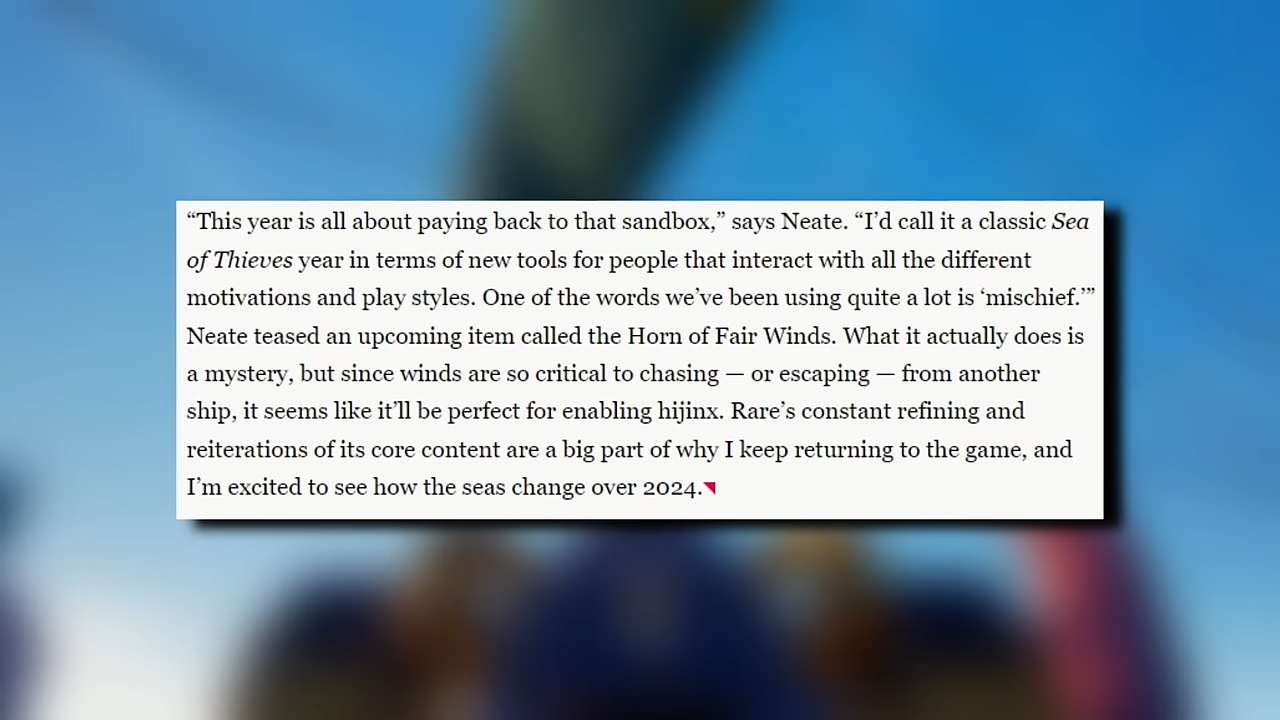 “This year is all about paying back to that sandbox,” says Neate. “I’d call it a classic Sea
of Thieves year in terms of new tools for people that interact with all the different
motivations and play styles. One of the words we’ve been using quite a lot is ‘mischief.’”
Neate teased an upcoming item called the Horn of Fair Winds. What it actually does is
a mystery, but since winds are so critical to chasing — or escaping — from another
ship, it seems like it’ll be perfect for enabling hijinx. Rare’s constant refining and
reiterations of its core content are a big part of why I keep returning to the game, and
I’m excited to see how the seas change over 2024.